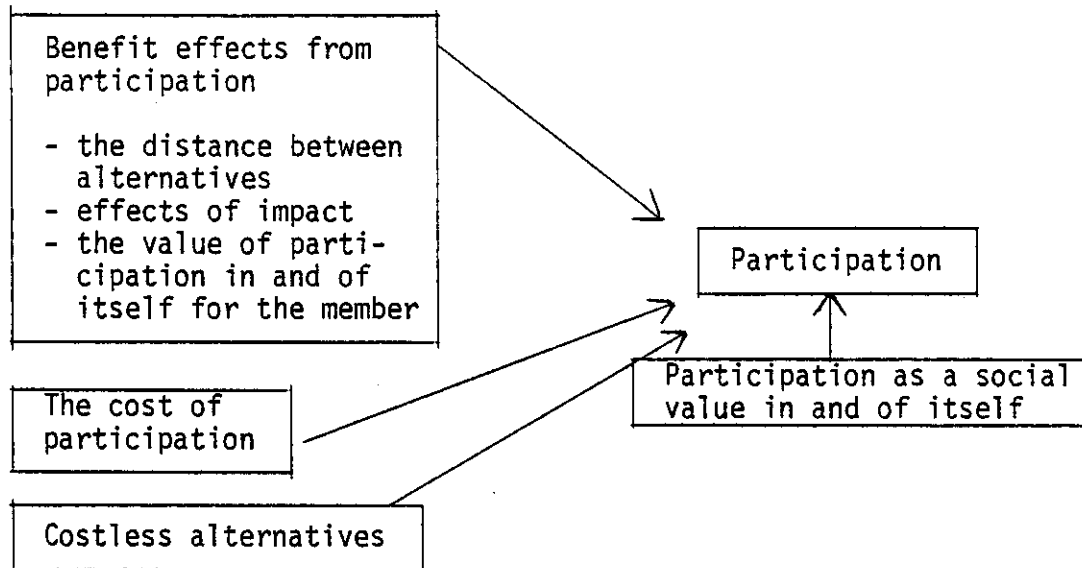 Benefit effects from
participation
- the distance between
alternatives
- effects of impact
- the value of parti-
cipation in and of
itself for the member
Participation
Participation as a social
value in and of itself
The cost of
participation
Costless alternatives